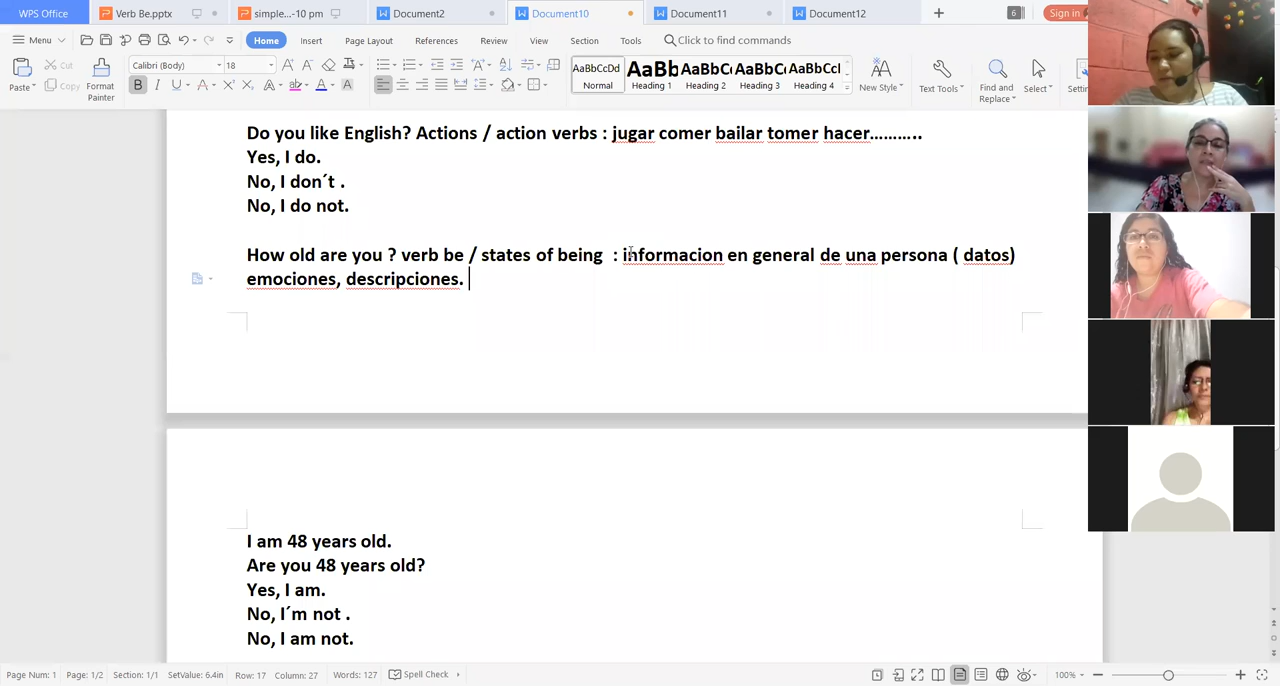 WPS Office
Verb Be.pptx
simple...-10 pm
Document2
Document10
Document11
Document12
6
Sign in
Menu
Home
Insert
Page Layout
References
Review
View
Section
Tools
Click to find commands
Paste
Cut
Copy
Format Painter
Calibri (Body)
18
AaBbCcDd
Normal
AaBb
Heading 1
AaBbC
Heading 2
AaBbC
Heading 3
AaBbCcl
Heading 4
New Style
Text Tools
Find and Replace
Select
Do you like English? Actions / action verbs : jugar comer bailar tomer hacer………..
Yes, I do.
No, I don´t .
No, I do not.
How old are you ? verb be / states of being : informacion en general de una persona ( datos)
emociones, descripciones.
I am 48 years old.
Are you 48 years old?
Yes, I am.
No, I´m not .
No, I am not.
Page Num: 1 Page: 1/2 Section: 1/1 SetValue: 6.4in Row: 17 Column: 27 Words: 127 Spell Check 100%